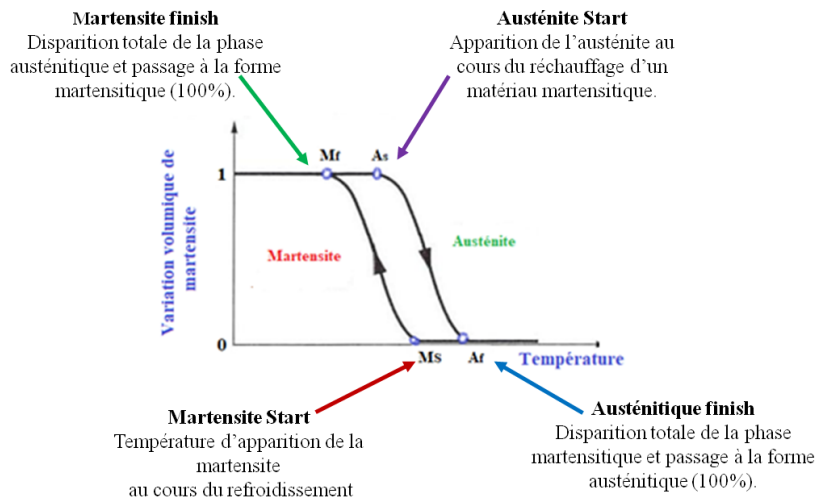 Martensite finish
Disparition totale de la phase
austénitique et passage à la forme
martensitique (100%).
Austénite Start
Apparition de l'austénite au
cours du réchauffage d'un
matériau martensitique.
Mf
As
1
Variation volumique de
martensite
Martensite
Austénite
0
Ms
Af
Température
Martensite Start
Température d'apparition de la
martensite
au cours du refroidissement
Austénitique finish
Disparition totale de la phase
martensitique et passage à la forme
austénitique (100%).